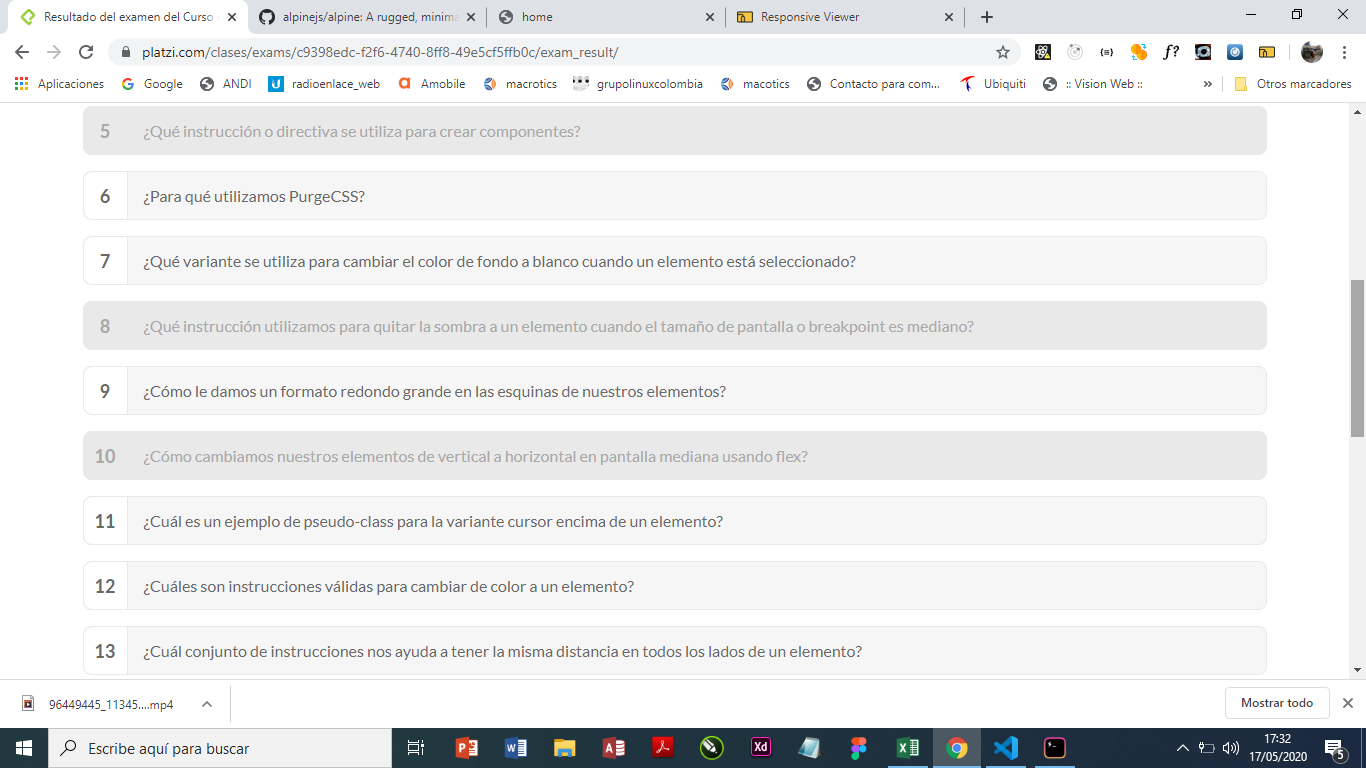 Resultado del examen del Curso
alpinejs/alpine: A rugged, minima
home
Responsive Viewer
platzi.com/clases/exams/c9398edc-f2f6-4740-8ff8-49e5cf5ffb0c/exam_result/
Aplicaciones
Google
ANDI
radioenlace_web
Amobile
macrotics
grupolinuxcolombia
macotics
Contacto para com...
Ubiquiti
:: Vision Web ::
»
Otros marcadores
5 ¿Qué instrucción o directiva se utiliza para crear componentes?
6 ¿Para qué utilizamos PurgeCSS?
7 ¿Qué variante se utiliza para cambiar el color de fondo a blanco cuando un elemento está seleccionado?
8 ¿Qué instrucción utilizamos para quitar la sombra a un elemento cuando el tamaño de pantalla o breakpoint es mediano?
9 ¿Cómo le damos un formato redondo grande en las esquinas de nuestros elementos?
10 ¿Cómo cambiamos nuestros elementos de vertical a horizontal en pantalla mediana usando flex?
11 ¿Cuál es un ejemplo de pseudo-class para la variante cursor encima de un elemento?
12 ¿Cuáles son instrucciones válidas para cambiar de color a un elemento?
13 ¿Cuál conjunto de instrucciones nos ayuda a tener la misma distancia en todos los lados de un elemento?
96449445_11345....mp4
Mostrar todo
Escribe aquí para buscar
17:32
17/05/2020
5